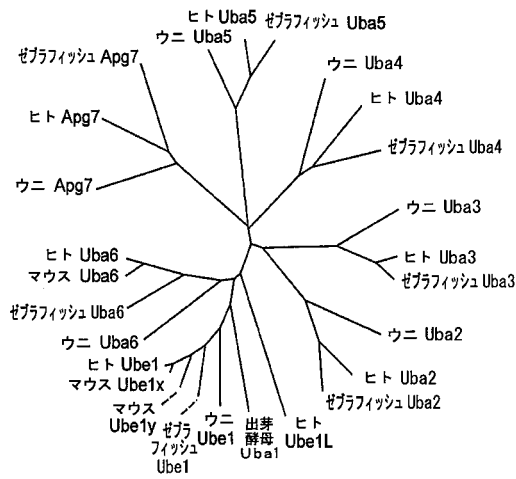 ヒト Uba5
ゼブラフィッシュ Uba5
ウニ Uba5
ゼブラフィッシュ Apg7
ウニ Uba4
ヒト Uba4
ヒト Apg7
ゼブラフィッシュ Uba4
ウニ Apg7
ウニ Uba3
ヒト Uba6
マウス Uba6
ヒト Uba3
ゼブラフィッシュ Uba3
ゼブラフィッシュ Uba6
ウニ Uba6
ウニ Uba2
ヒト Ube1
マウス Ube1x
ヒト Uba2
ゼブラフィッシュ Uba2
マウス
Ube1y
ゼブラ
フィッシュ
Ube1
ウニ
Ube1
出芽
酵母
Uba1
ヒト
Ube1L